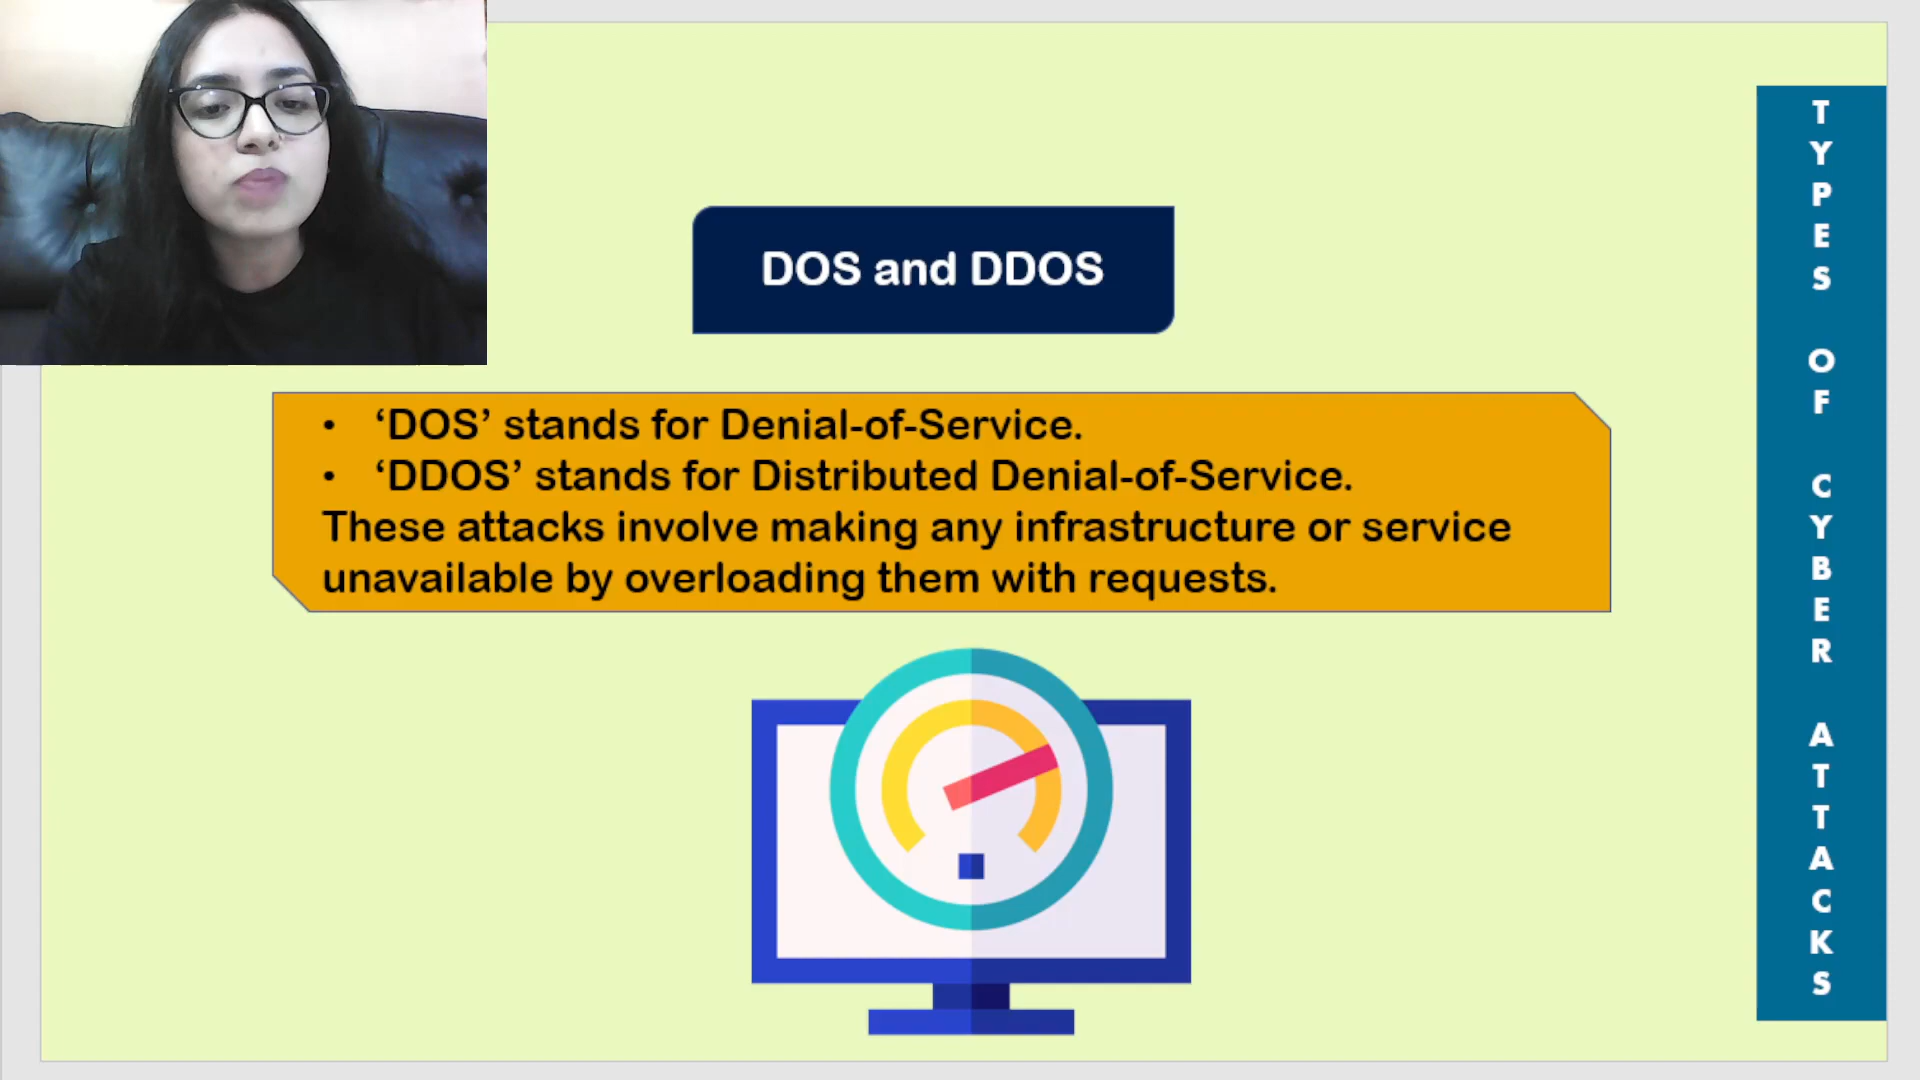 DOS and DDOS
• ‘DOS’ stands for Denial-of-Service.
• ‘DDOS’ stands for Distributed Denial-of-Service.
These attacks involve making any infrastructure or service
unavailable by overloading them with requests.
TYPES OF CYBER ATTACKS